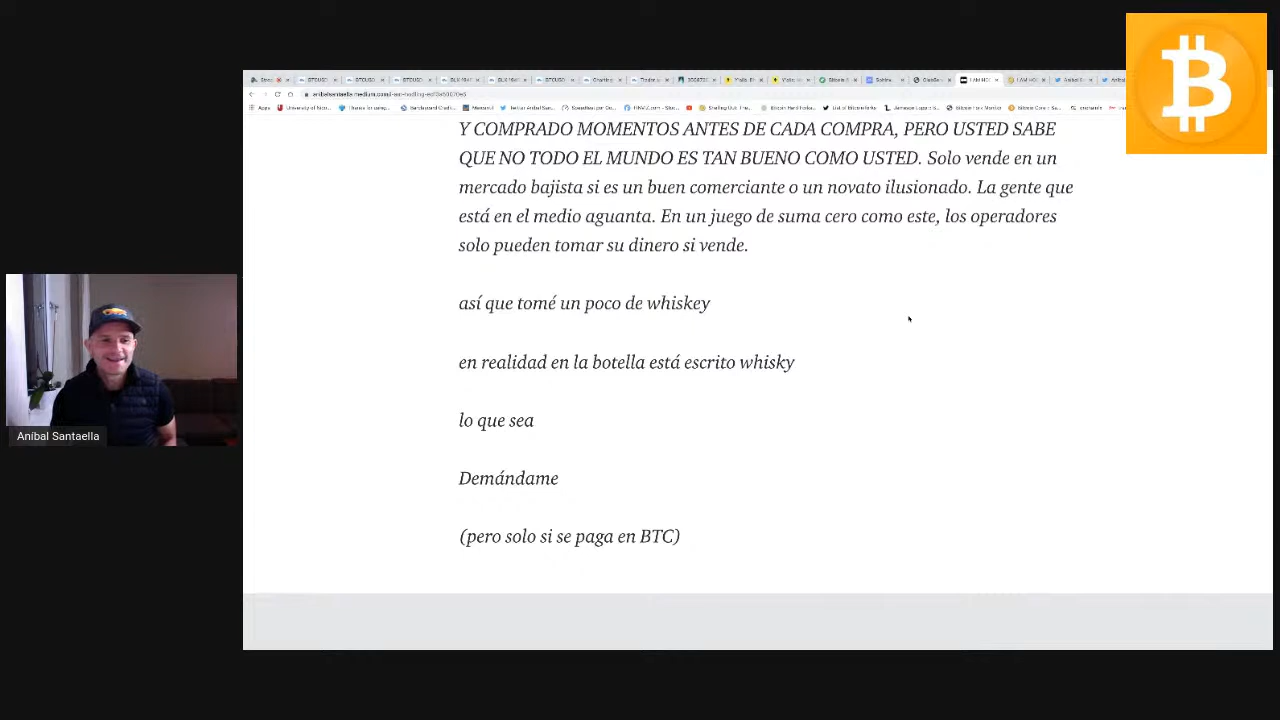 Y COMPRADO MOMENTOS ANTES DE CADA COMPRA, PERO USTED SABE
QUE NO TODO EL MUNDO ES TAN BUENO COMO USTED. Solo vende en un
mercado bajista si es un buen comerciante o un novato ilusionado. La gente que
está en el medio aguanta. En un juego de suma cero como este, los operadores
solo pueden tomar su dinero si vende.
así que tomé un poco de whiskey
en realidad en la botella está escrito whisky
lo que sea
Demándame
(pero solo si se paga en BTC)
Aníbal Santaella